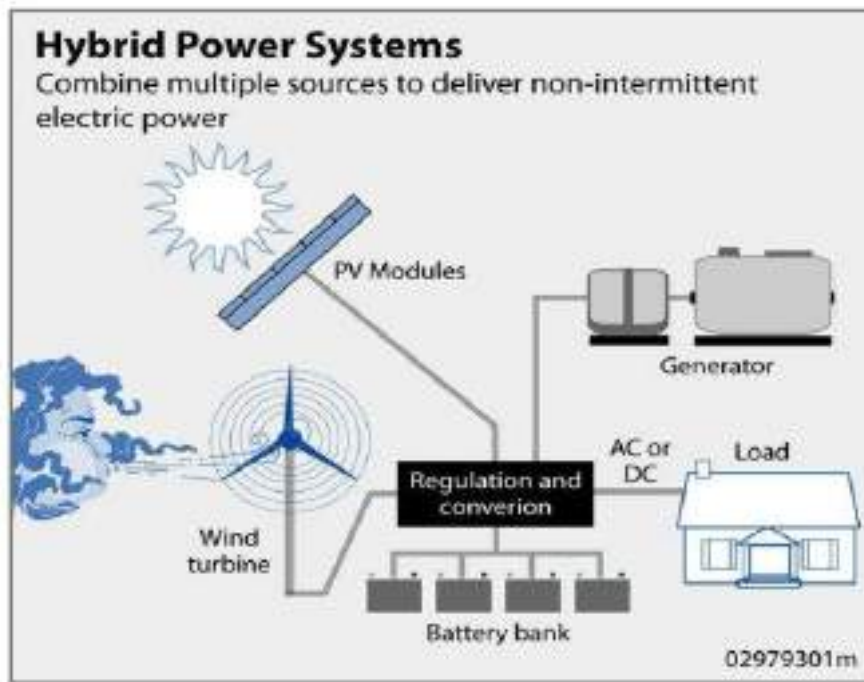 Hybrid Power Systems
Combine multiple sources to deliver non-intermittent
electric power
PV Modules
Generator
AC or
DC
Load
Regulation and
converion
Wind
turbine
Battery bank
02979301m